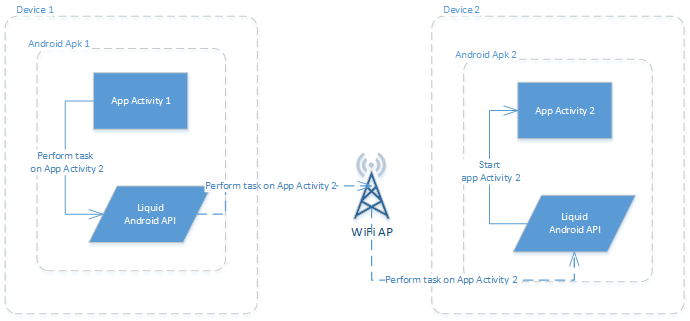 Device 1
Android Apk 1
App Activity 1
Perform task
on App Activity 2
Liquid
Android API
Perform task on App Activity 2
WiFi AP
Perform task on App Activity 2
Device 2
Android Apk 2
App Activity 2
Start
app Activity 2
Liquid
Android API